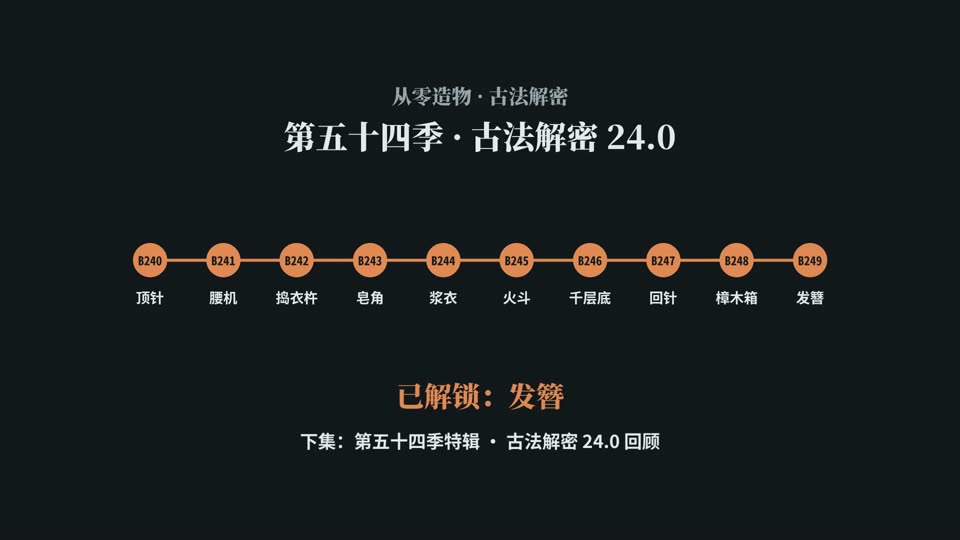 从零造物 · 古法解密
第五十四季 · 古法解密 24.0
B240 B241 B242 B243 B244 B245 B246 B247 B248 B249
顶针 腰机 捣衣杵 皂角 浆衣 火斗 千层底 回针 樟木箱 发簪
已解锁：发簪
下集：第五十四季特辑 · 古法解密 24.0 回顾